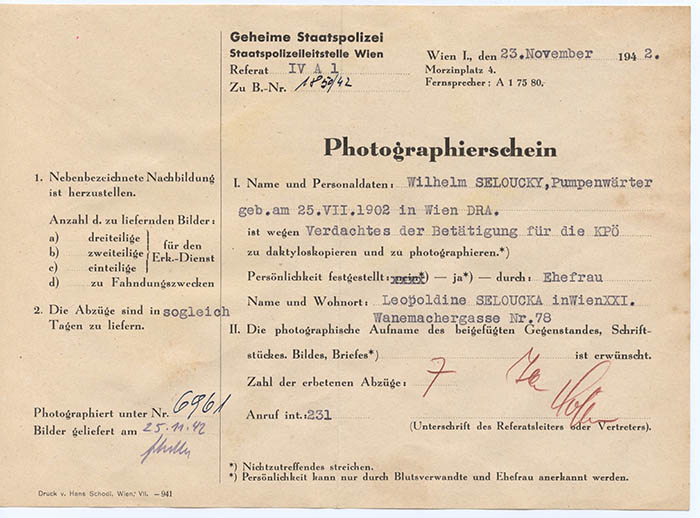 Geheime Staatspolizei
Staatspolizeileitstelle Wien
Referat IV A 1
Zu B.-Nr. 1859/42
Wien I., den 23.November 1942.
Morzinplatz 4.
Fernsprecher: A 1 75 80.
Photographierschein
1. Nebenbezeichnete Nachbildung
ist herzustellen.
Anzahl d. zu liefernden Bilder:
a) dreiteilige
b) zweiteilige
c) einteilige
für den
Erk.-Dienst
d) zu Fahndungszwecken
2. Die Abzüge sind in sogleich
Tagen zu liefern.
Photographiert unter Nr. 6961
Bilder geliefert am 25.11.42
I. Name und Personaldaten: Wilhelm SELOUCKY,Pumpenwärter
geb.am 25.VII.1902 in Wien DRA.
ist wegen Verdachtes der Betätigung für die KPÖ
zu daktyloskopieren und zu photographieren.*)
Persönlichkeit festgestellt: nein*) — ja*) — durch: Ehefrau
Name und Wohnort: Leopoldine SELOUCKA inWienXXI.
Wanemachergasse Nr.78
II. Die photographische Aufname des beigefügten Gegenstandes, Schrift-
stückes. Bildes, Briefes*) ist erwünscht.
Zahl der erbetenen Abzüge: 7
Anruf int.: 231
(Unterschrift des Referatsleiters oder Vertreters).
*) Nichtzutreffendes streichen.
*) Persönlichkeit kann nur durch Blutsverwandte und Ehefrau anerkannt werden.
Druck v. Hans Schodl, Wien, VII. — 941